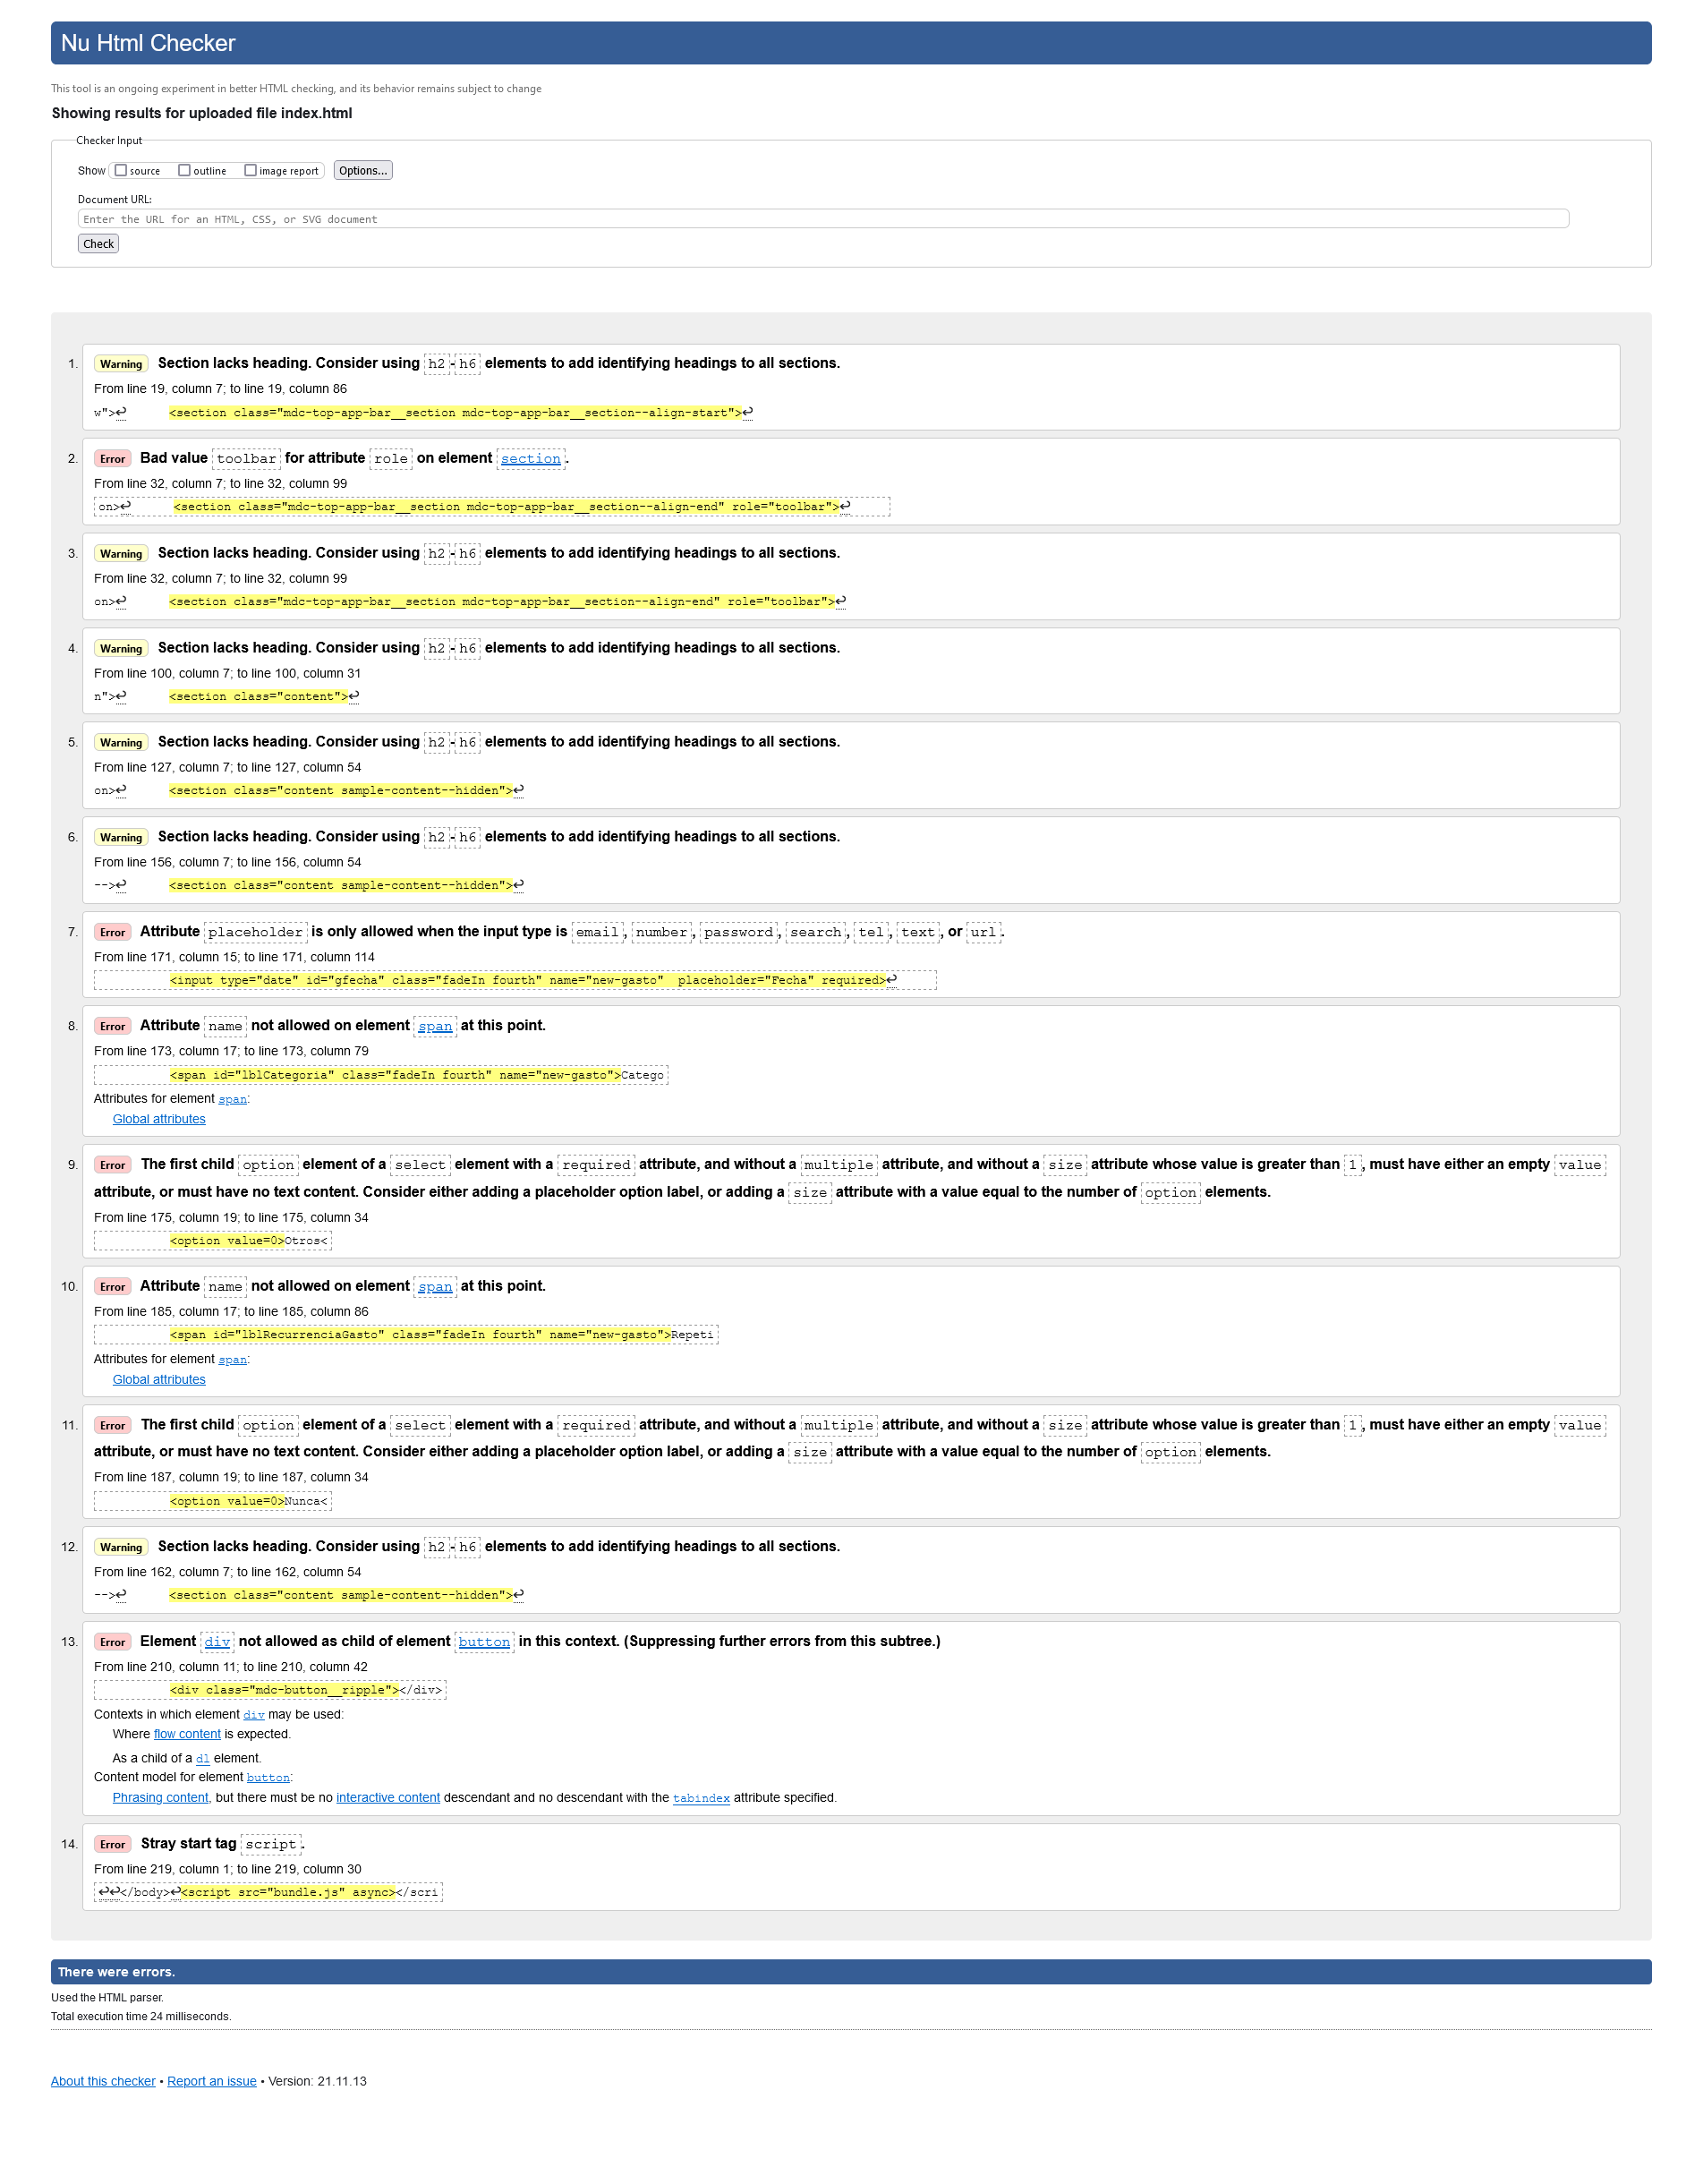 Nu Html Checker
This tool is an ongoing experiment in better HTML checking, and its behavior remains subject to change
Showing results for uploaded file index.html
Checker Input
Show source outline image report Options...
Document URL:
Enter the URL for an HTML, CSS, or SVG document
Check
1. Warning Section lacks heading. Consider using h2-h6 elements to add identifying headings to all sections.
From line 19, column 7; to line 19, column 86
w">↩ <section class="mdc-top-app-bar__section mdc-top-app-bar__section--align-start">↩
2. Error Bad value toolbar for attribute role on element section.
From line 32, column 7; to line 32, column 99
on>↩ <section class="mdc-top-app-bar__section mdc-top-app-bar__section--align-end" role="toolbar">↩
3. Warning Section lacks heading. Consider using h2-h6 elements to add identifying headings to all sections.
From line 32, column 7; to line 32, column 99
on>↩ <section class="mdc-top-app-bar__section mdc-top-app-bar__section--align-end" role="toolbar">↩
4. Warning Section lacks heading. Consider using h2-h6 elements to add identifying headings to all sections.
From line 100, column 7; to line 100, column 31
n">↩ <section class="content">↩
5. Warning Section lacks heading. Consider using h2-h6 elements to add identifying headings to all sections.
From line 127, column 7; to line 127, column 54
on>↩ <section class="content sample-content--hidden">↩
6. Warning Section lacks heading. Consider using h2-h6 elements to add identifying headings to all sections.
From line 156, column 7; to line 156, column 54
-->↩ <section class="content sample-content--hidden">↩
7. Error Attribute placeholder is only allowed when the input type is email, number, password, search, tel, text, or url.
From line 171, column 15; to line 171, column 114
<input type="date" id="gfecha" class="fadeIn fourth" name="new-gasto"  placeholder="Fecha" required>↩
8. Error Attribute name not allowed on element span at this point.
From line 173, column 17; to line 173, column 79
<span id="lblCategoria" class="fadeIn fourth" name="new-gasto">Catego
Attributes for element span:
Global attributes
9. Error The first child option element of a select element with a required attribute, and without a multiple attribute, and without a size attribute whose value is greater than 1, must have either an empty value
attribute, or must have no text content. Consider either adding a placeholder option label, or adding a size attribute with a value equal to the number of option elements.
From line 175, column 19; to line 175, column 34
<option value=0>Otros<
10. Error Attribute name not allowed on element span at this point.
From line 185, column 17; to line 185, column 86
<span id="lblRecurrenciaGasto" class="fadeIn fourth" name="new-gasto">Repeti
Attributes for element span:
Global attributes
11. Error The first child option element of a select element with a required attribute, and without a multiple attribute, and without a size attribute whose value is greater than 1, must have either an empty value
attribute, or must have no text content. Consider either adding a placeholder option label, or adding a size attribute with a value equal to the number of option elements.
From line 187, column 19; to line 187, column 34
<option value=0>Nunca<
12. Warning Section lacks heading. Consider using h2-h6 elements to add identifying headings to all sections.
From line 162, column 7; to line 162, column 54
-->↩ <section class="content sample-content--hidden">↩
13. Error Element div not allowed as child of element button in this context. (Suppressing further errors from this subtree.)
From line 210, column 11; to line 210, column 42
<div class="mdc-button__ripple"></div>
Contexts in which element div may be used:
Where flow content is expected.
As a child of a dl element.
Content model for element button:
Phrasing content, but there must be no interactive content descendant and no descendant with the tabindex attribute specified.
14. Error Stray start tag script.
From line 219, column 1; to line 219, column 30
↩↩</body>↩<script src="bundle.js" async></scri
There were errors.
Used the HTML parser.
Total execution time 24 milliseconds.
About this checker • Report an issue • Version: 21.11.13